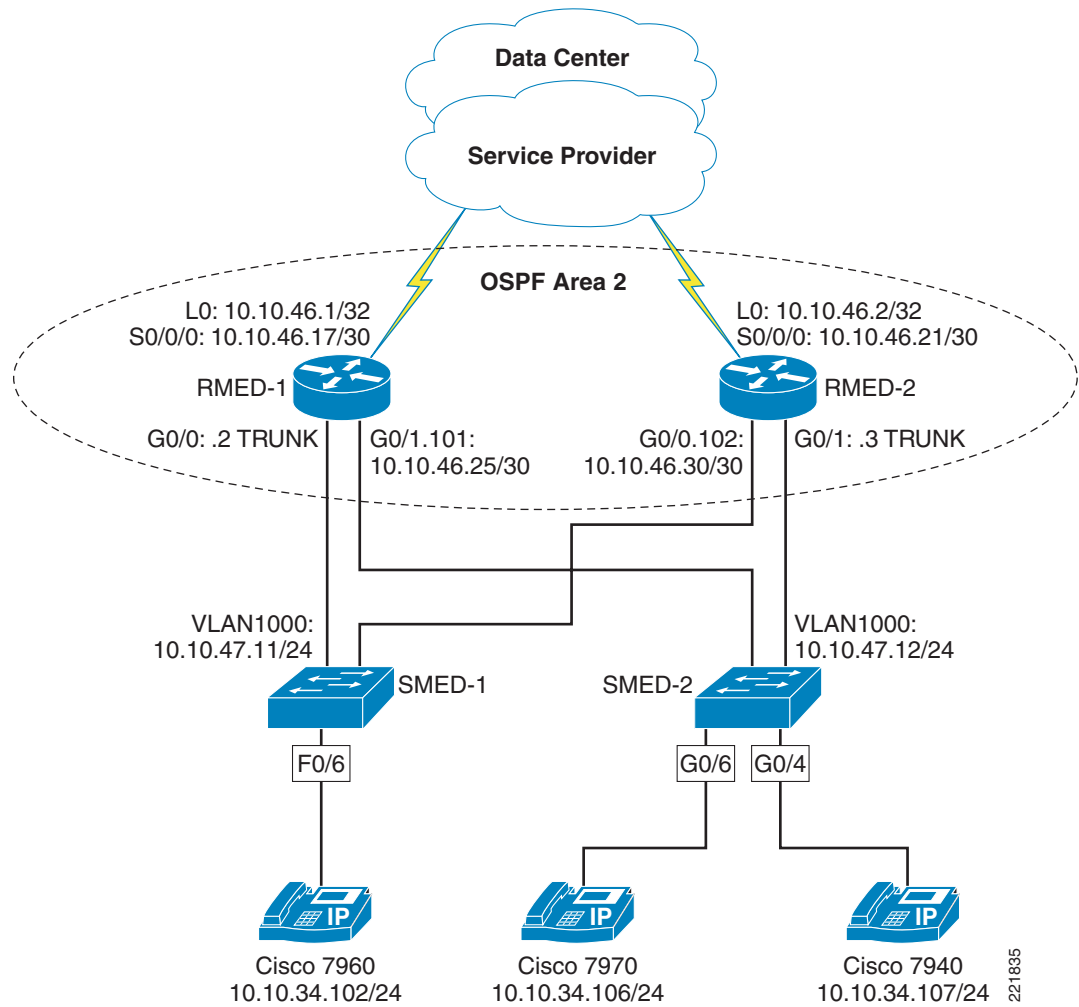 Data Center
Service Provider
OSPF Area 2
L0: 10.10.46.1/32
S0/0/0: 10.10.46.17/30
L0: 10.10.46.2/32
S0/0/0: 10.10.46.21/30
RMED-1
RMED-2
G0/0: .2 TRUNK
G0/1.101:
10.10.46.25/30
G0/0.102:
10.10.46.30/30
G0/1: .3 TRUNK
VLAN1000:
10.10.47.11/24
VLAN1000:
10.10.47.12/24
SMED-1
SMED-2
F0/6
G0/6
G0/4
IP
IP
IP
Cisco 7960
10.10.34.102/24
Cisco 7970
10.10.34.106/24
Cisco 7940
10.10.34.107/24
221835